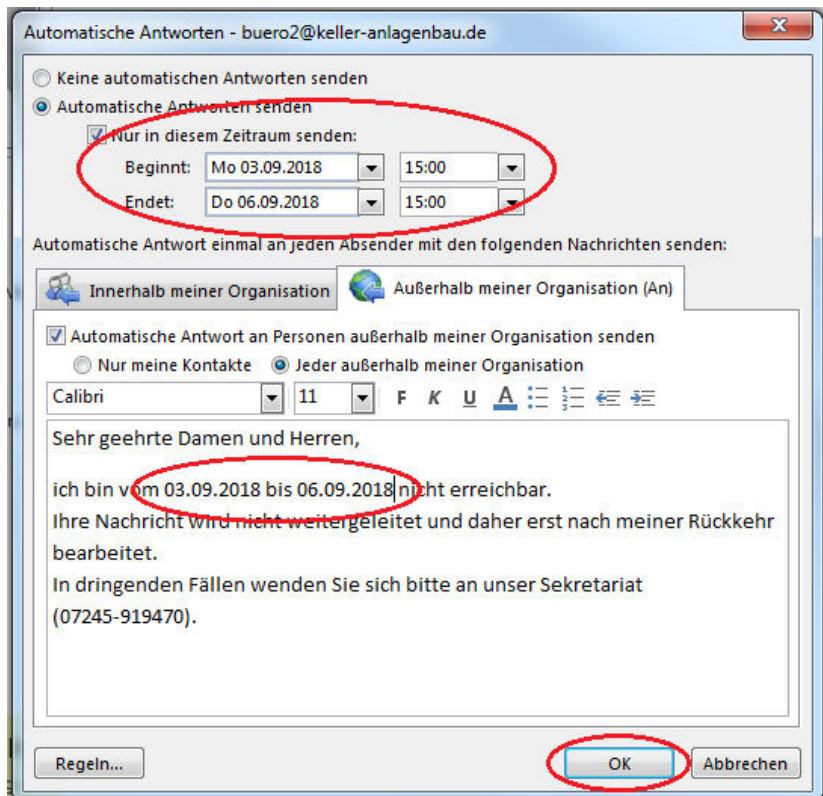 Automatische Antworten - buero2@keller-anlagenbau.de
Keine automatischen Antworten senden
Automatische Antworten senden
Nur in diesem Zeitraum senden:
Beginnt: Mo 03.09.2018 15:00
Endet: Do 06.09.2018 15:00
Automatische Antwort einmal an jeden Absender mit den folgenden Nachrichten senden:
Innerhalb meiner Organisation Außerhalb meiner Organisation (An)
Automatische Antwort an Personen außerhalb meiner Organisation senden
Nur meine Kontakte Jeder außerhalb meiner Organisation
Calibri 11 F K U A
Sehr geehrte Damen und Herren,
ich bin vom 03.09.2018 bis 06.09.2018 nicht erreichbar.
Ihre Nachricht wird nicht weitergeleitet und daher erst nach meiner Rückkehr
bearbeitet.
In dringenden Fällen wenden Sie sich bitte an unser Sekretariat
(07245-919470).
Regeln... OK Abbrechen